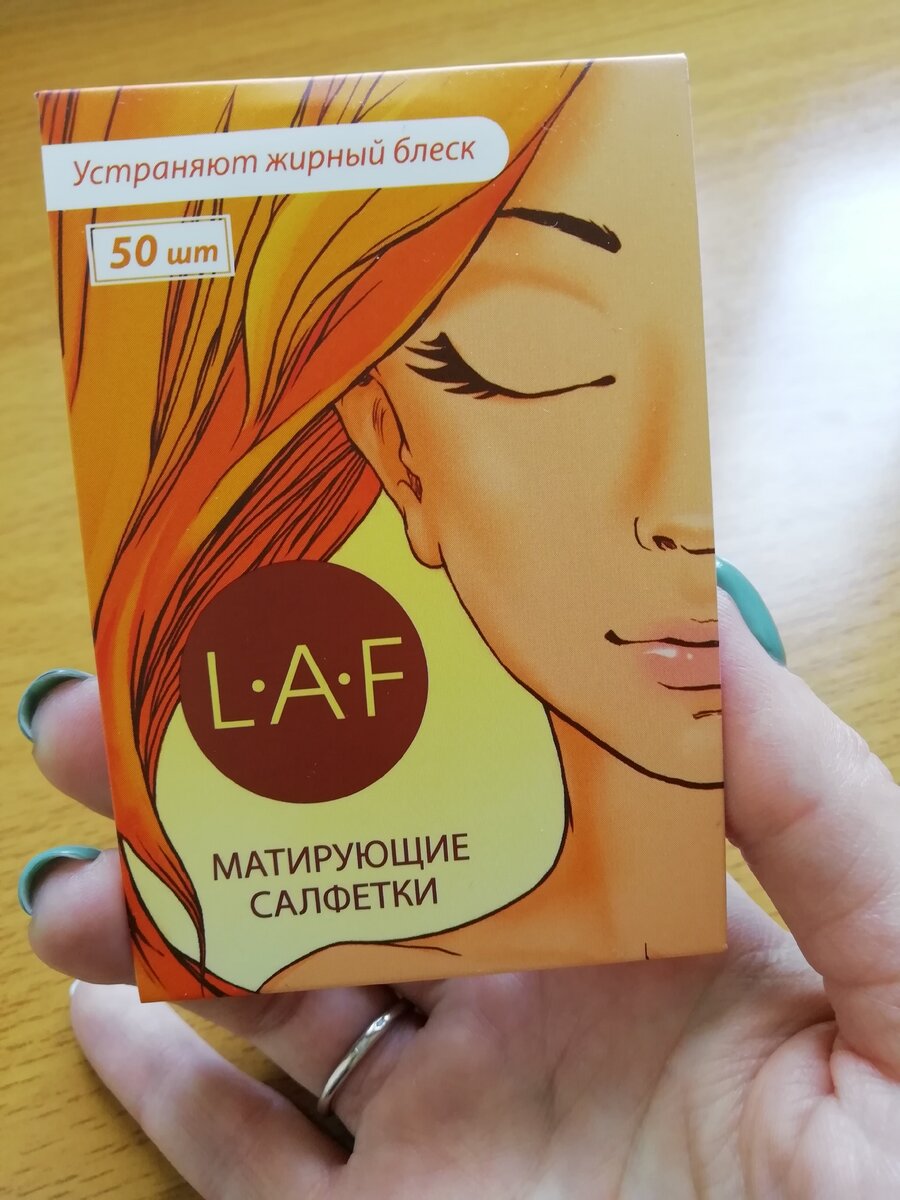 Устраняют жирный блеск
50 шт
L·A·F
МАТИРУЮЩИЕ
САЛФЕТКИ